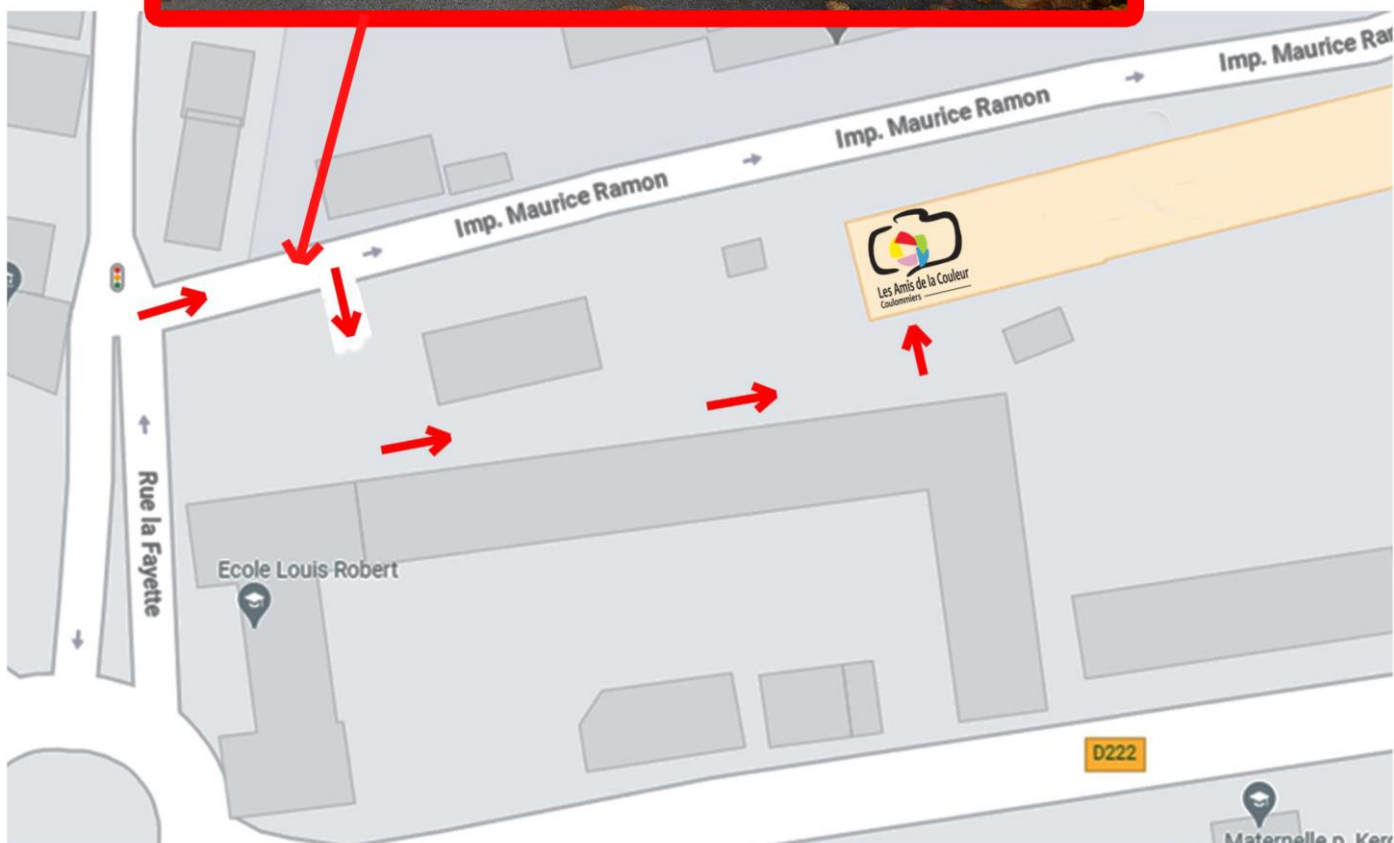 Imp. Maurice
Imp. Maurice Ramon
Imp. Maurice Ramon
Les Amis de la Couleur
Coulommiers
Rue la Fayette
Ecole Louis Robert
D222
Maternelle p.